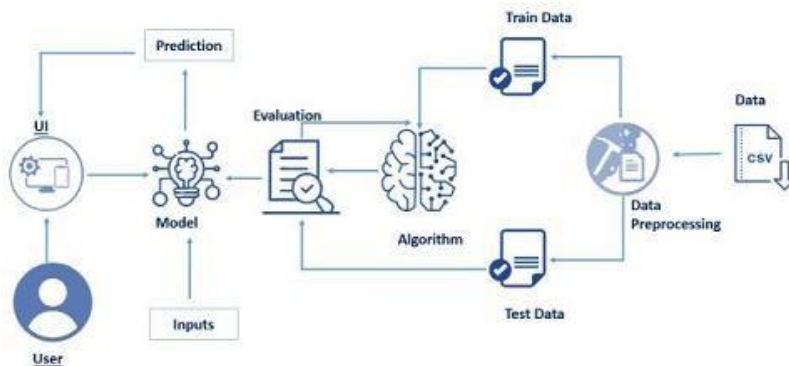 Train Data
Prediction
Data
Evaluation
UI
CSV
Model
Data
Preprocessing
Algorithm
Inputs
Test Data
User